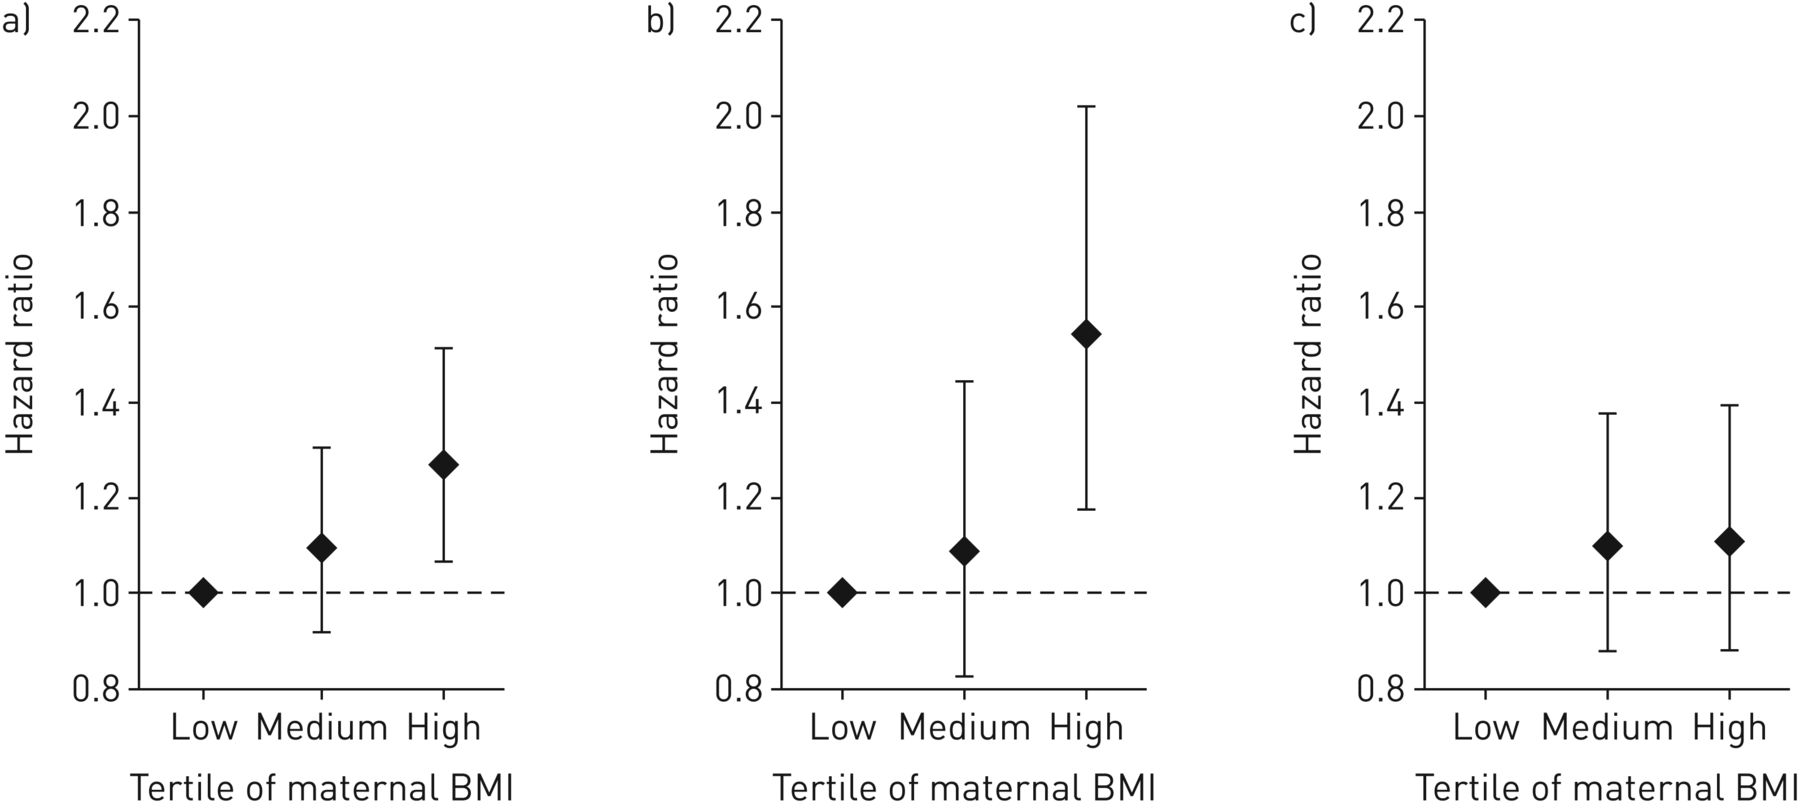 a)
2.2
2.0
1.8
1.6
1.4
1.2
1.0
0.8
Hazard ratio
Low Medium High
Tertile of maternal BMI
b)
2.2
2.0
1.8
1.6
1.4
1.2
1.0
0.8
Hazard ratio
Low Medium High
Tertile of maternal BMI
c)
2.2
2.0
1.8
1.6
1.4
1.2
1.0
0.8
Hazard ratio
Low Medium High
Tertile of maternal BMI